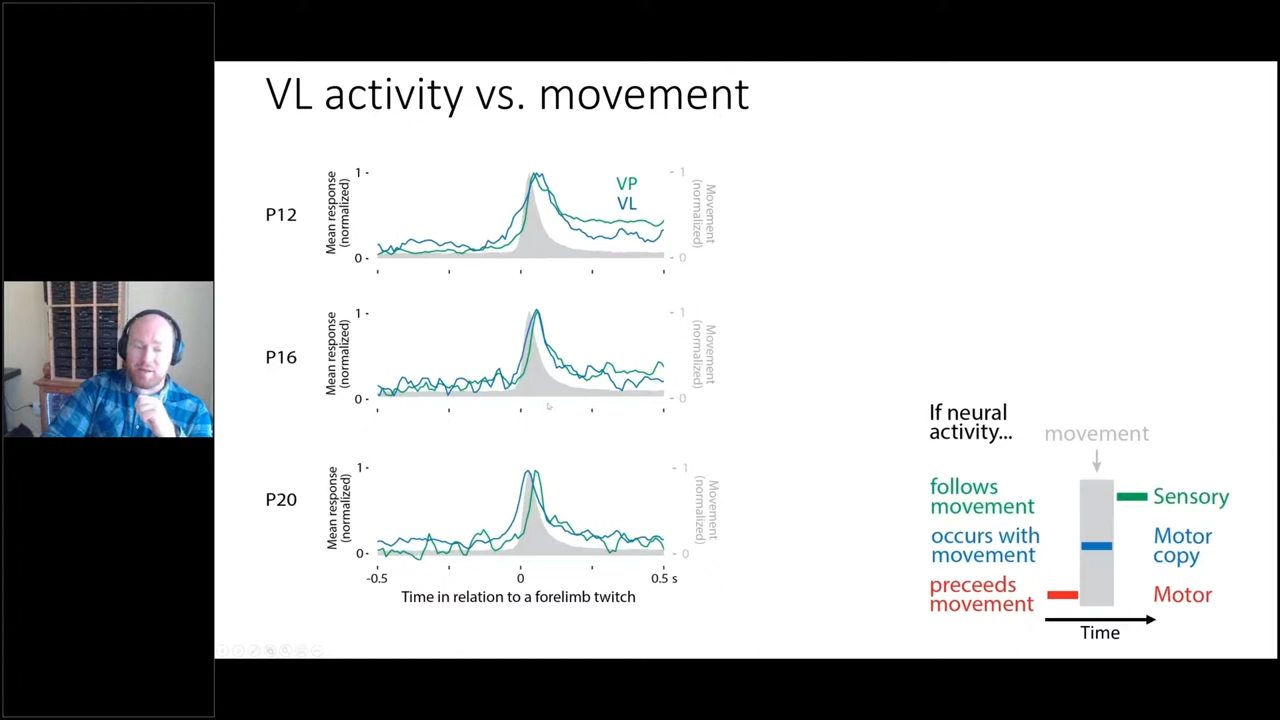 VL activity vs. movement
P12
Mean response
(normalized)
1
0
VP
VL
1
0
Movement
(normalized)
P16
Mean response
(normalized)
1
0
1
0
Movement
(normalized)
P20
Mean response
(normalized)
1
0
1
0
Movement
(normalized)
-0.5
0
0.5 s
Time in relation to a forelimb twitch
If neural
activity...
movement
follows
movement
Sensory
occurs with
movement
Motor
copy
preceeds
movement
Motor
Time